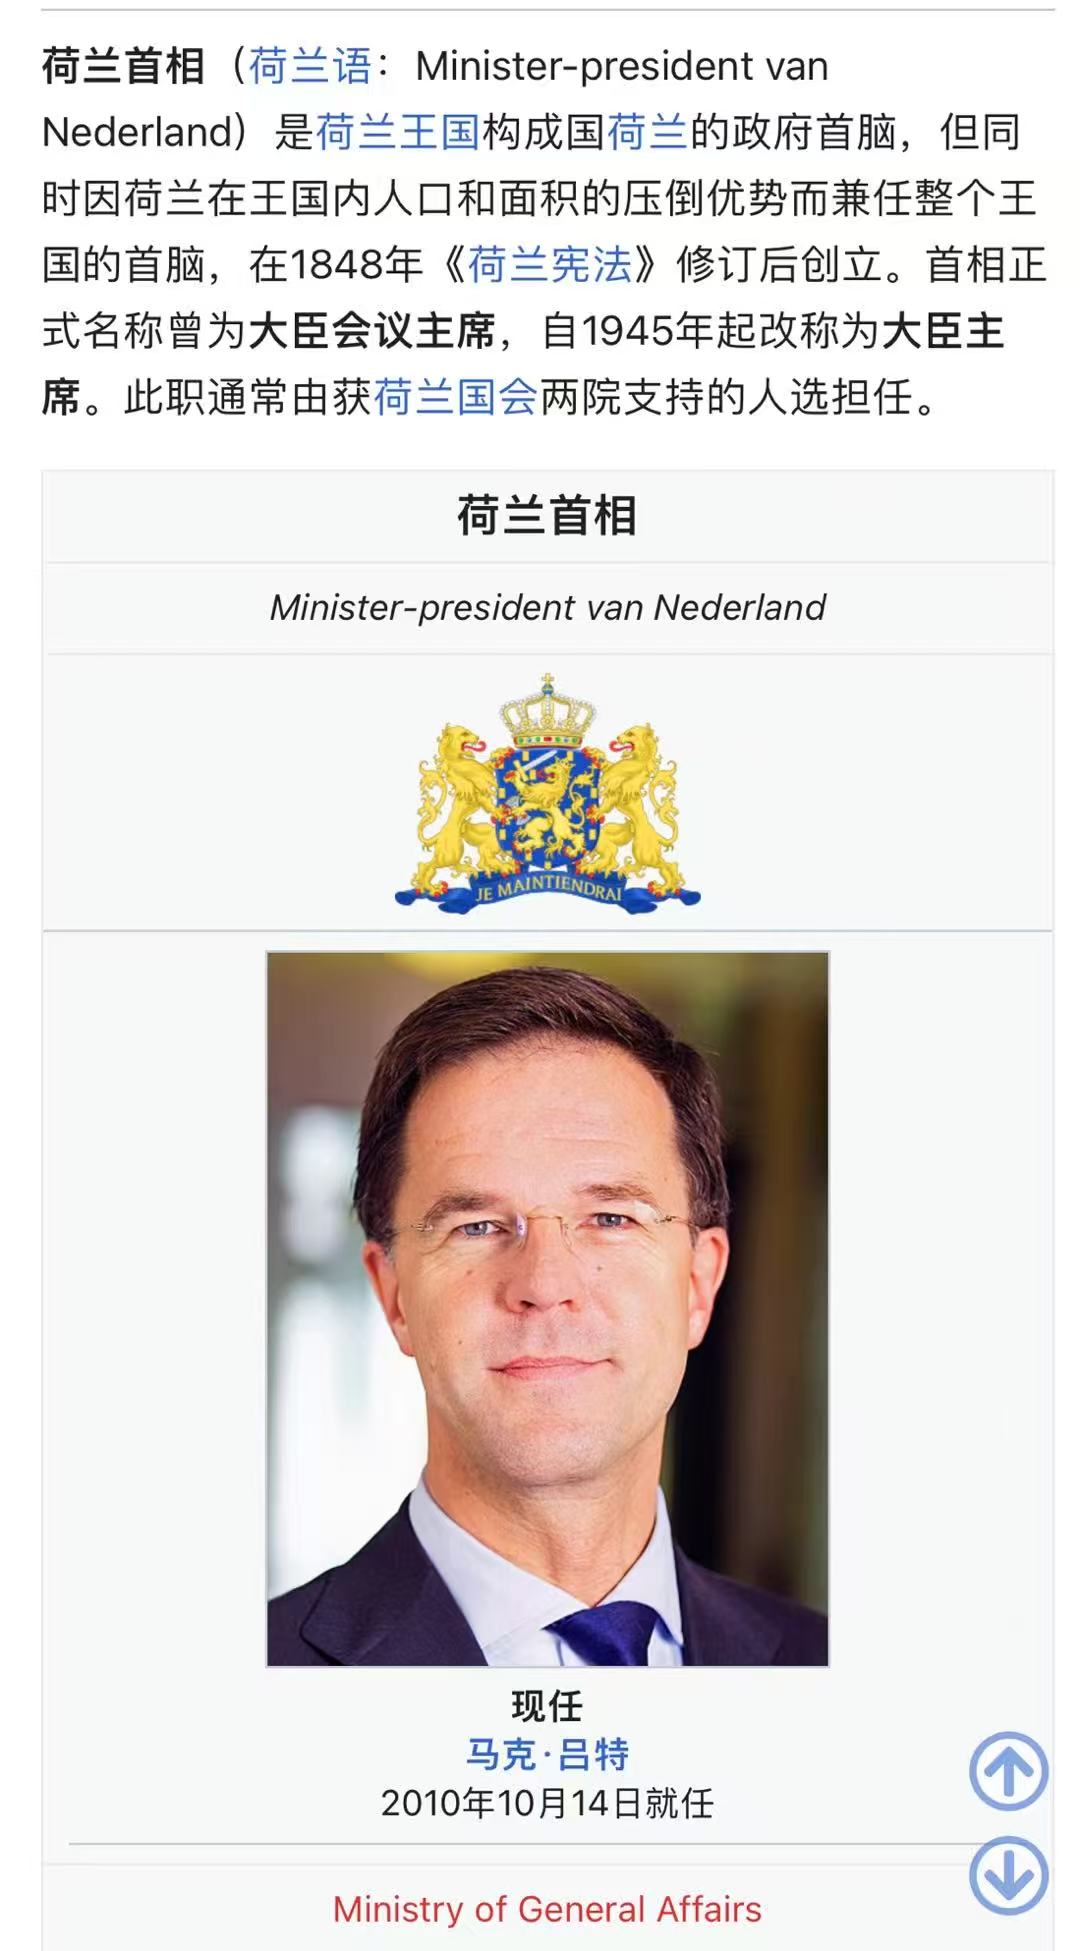 荷兰首相（荷兰语：Minister-president van
Nederland）是荷兰王国构成国荷兰的政府首脑，但同
时因荷兰在王国内人口和面积的压倒优势而兼任整个王
国的首脑，在1848年《荷兰宪法》修订后创立。首相正
式名称曾为大臣会议主席，自1945年起改称为大臣主
席。此职通常由获荷兰国会两院支持的人选担任。
荷兰首相
Minister-president van Nederland
JE MAINTIENDRAI
现任
马克·吕特
2010年10月14日就任
Ministry of General Affairs